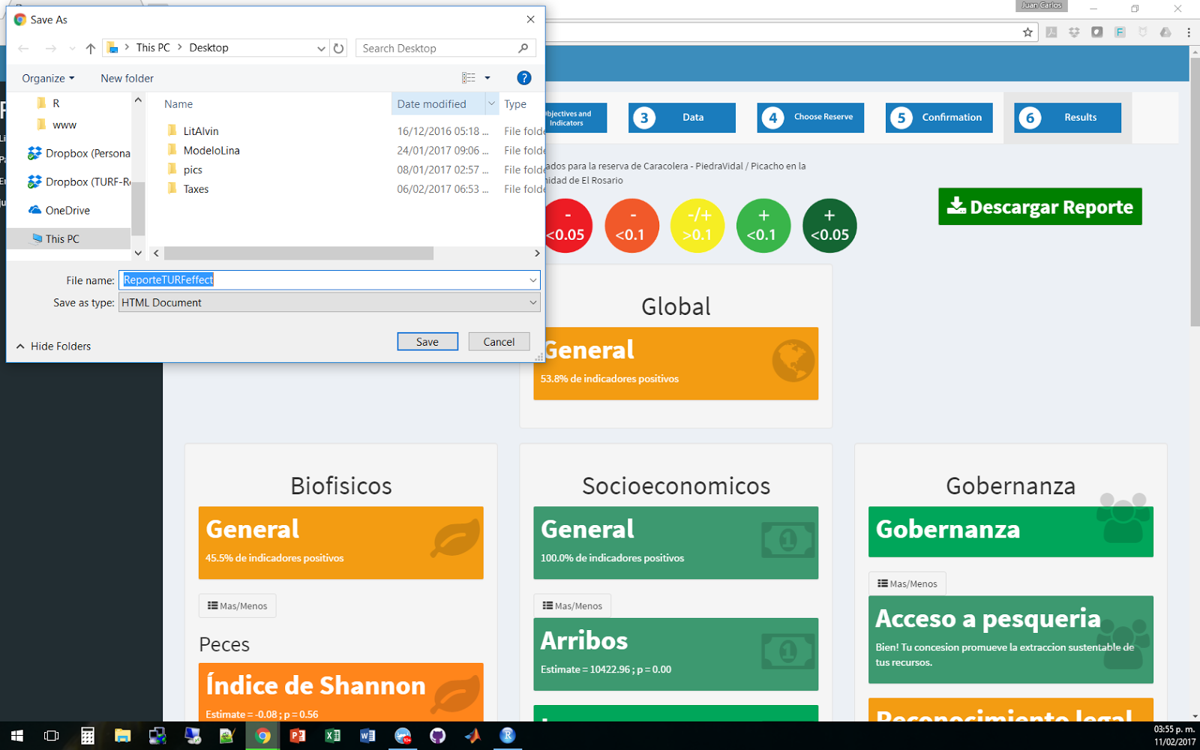 Juan Carlos
Save As
This PC > Desktop
Search Desktop
Organize
New folder
R
www
Dropbox (Persona
Dropbox (TURF-R
OneDrive
This PC
Name
Date modified
Type
LitAlvin
16/12/2016 05:18 ...
File folde
ModeloLina
24/01/2017 09:06 ...
File folde
pics
08/01/2017 02:57 ...
File folde
Taxes
06/02/2017 06:53 ...
File folde
File name: ReporteTURFeffect
Save as type: HTML Document
Hide Folders
Save
Cancel
bjectives and
Indicators
3 Data
4 Choose Reserve
5 Confirmation
6 Results
ados para la reserva de Caracolera - PiedraVidal / Picacho en la
nidad de El Rosario
Descargar Reporte
-
<0.05
-
<0.1
-/+
>0.1
+
<0.1
+
<0.05
Global
General
53.8% de indicadores positivos
Biofisicos
General
45.5% de indicadores positivos
Mas/Menos
Peces
Índice de Shannon
Estimate = -0.08 ; p = 0.56
Socioeconomicos
General
100.0% de indicadores positivos
Mas/Menos
Arribos
Estimate = 10422.96 ; p = 0.00
Gobernanza
Gobernanza
Mas/Menos
Acceso a pesqueria
Bien! Tu concesion promueve la extraccion sustentable de
tus recursos.
Reconocimiento legal
03:55 p. m.
11/02/2017